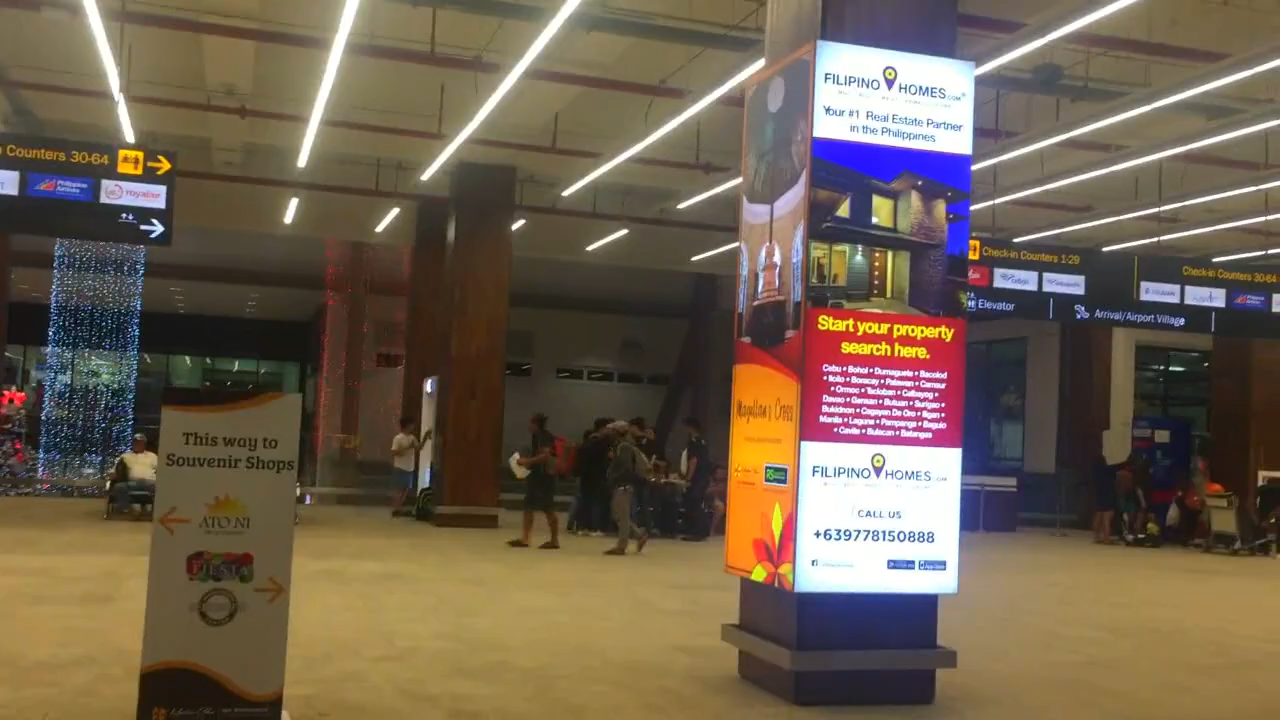 n Counters 30-64
Philippine Airlines
royalair
This way to
Souvenir Shops
ATO NI
FIESTA
FILIPINO HOMES.COM
Your #1 Real Estate Partner
in the Philippines
Start your property
search here.
Cebu • Bohol • Dumaguete • Bacolod
• Iloilo • Boracay • Palawan • Camsur
• Ormoc • Tacloban • Calbayog •
Davao • Gensan • Butuan • Surigao •
Bukidnon • Cagayan De Oro • Iligan •
Manila • Laguna • Pampanga • Baguio
• Cavite • Bulacan • Batangas
FILIPINO HOMES.COM
CALL US
+639778150888
Magellan's Cross
RS
Check-in Counters 1-29
Elevator
Arrival/Airport Village
Check-in Counters 30-64